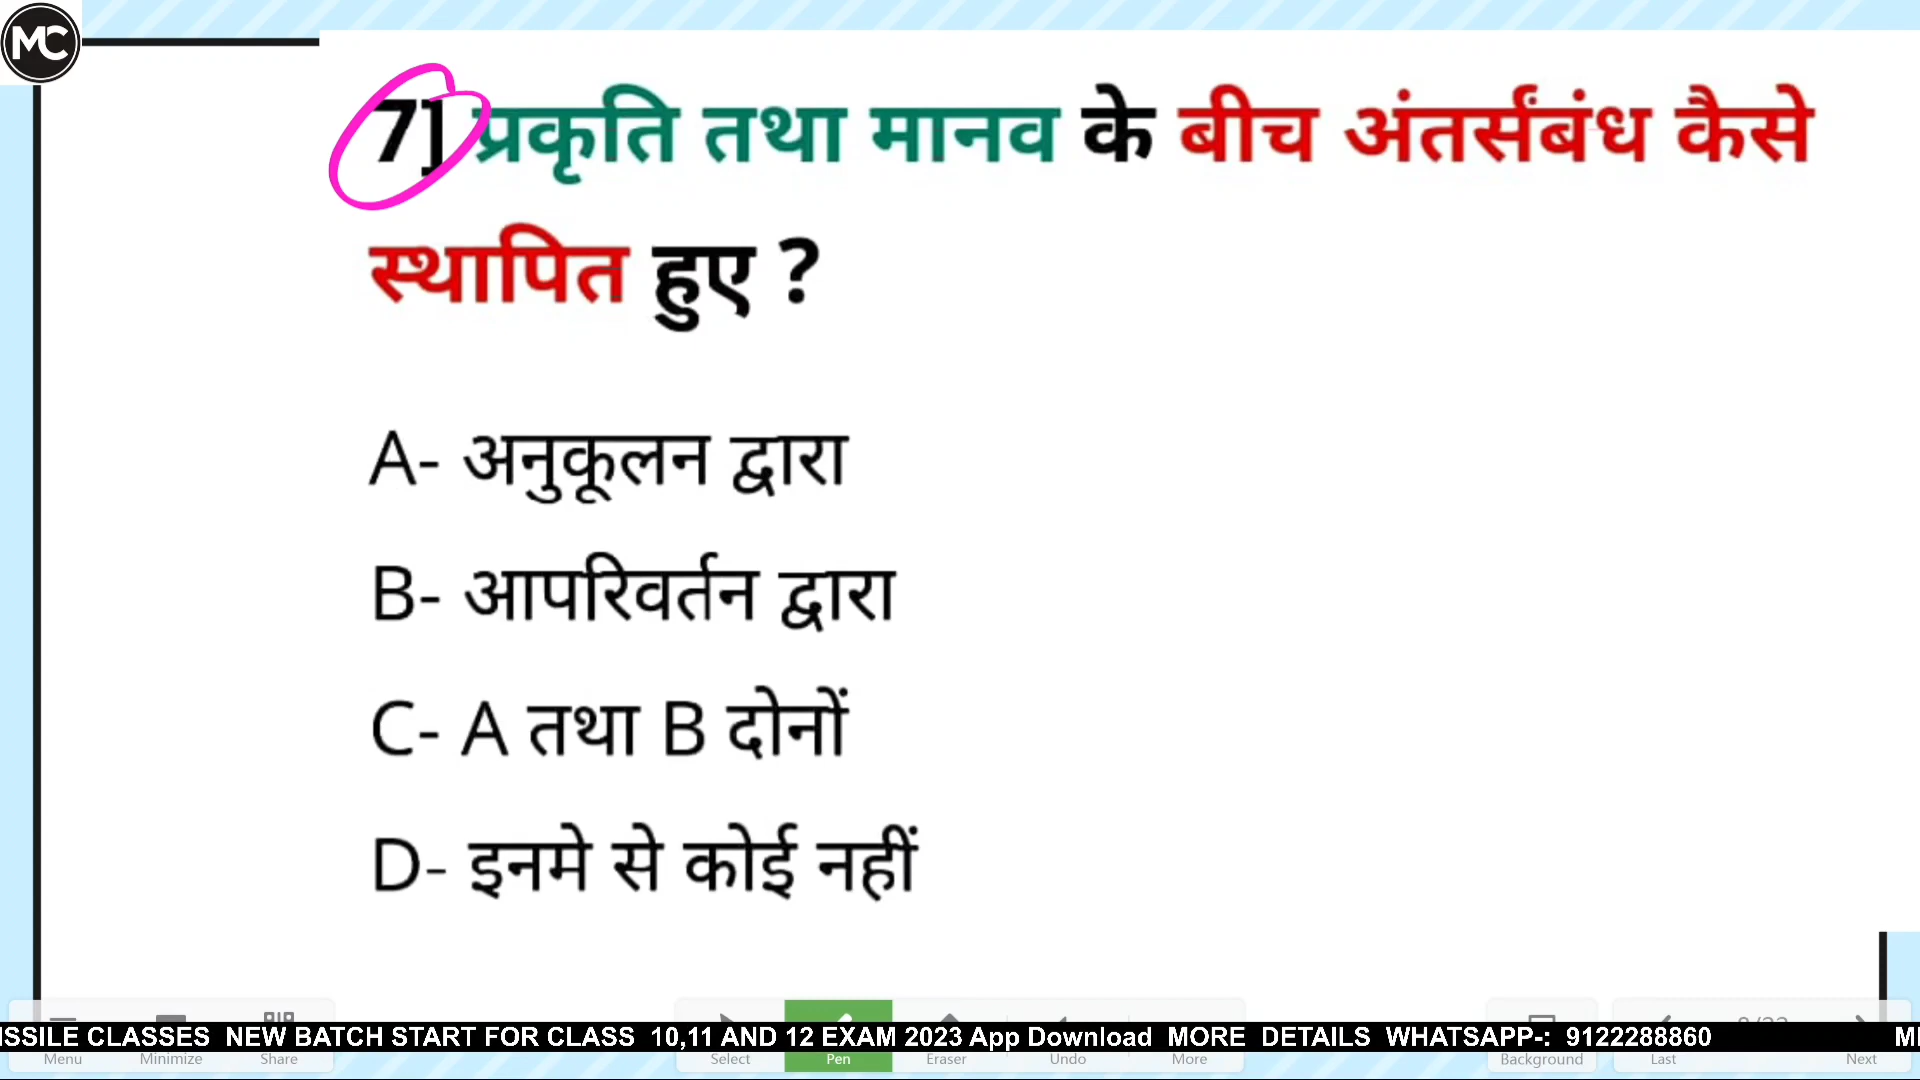 MC
7] प्रकृति तथा मानव के बीच अंतर्संबंध कैसे
स्थापित हुए ?
A- अनुकूलन द्वारा
B- आपरिवर्तन द्वारा
C- A तथा B दोनों
D- इनमे से कोई नहीं
ISSILE CLASSES NEW BATCH START FOR CLASS 10,11 AND 12 EXAM 2023 App Download MORE DETAILS WHATSAPP-: 9122288860
Menu Minimize Share Select Pen Eraser Undo More Background Last Next